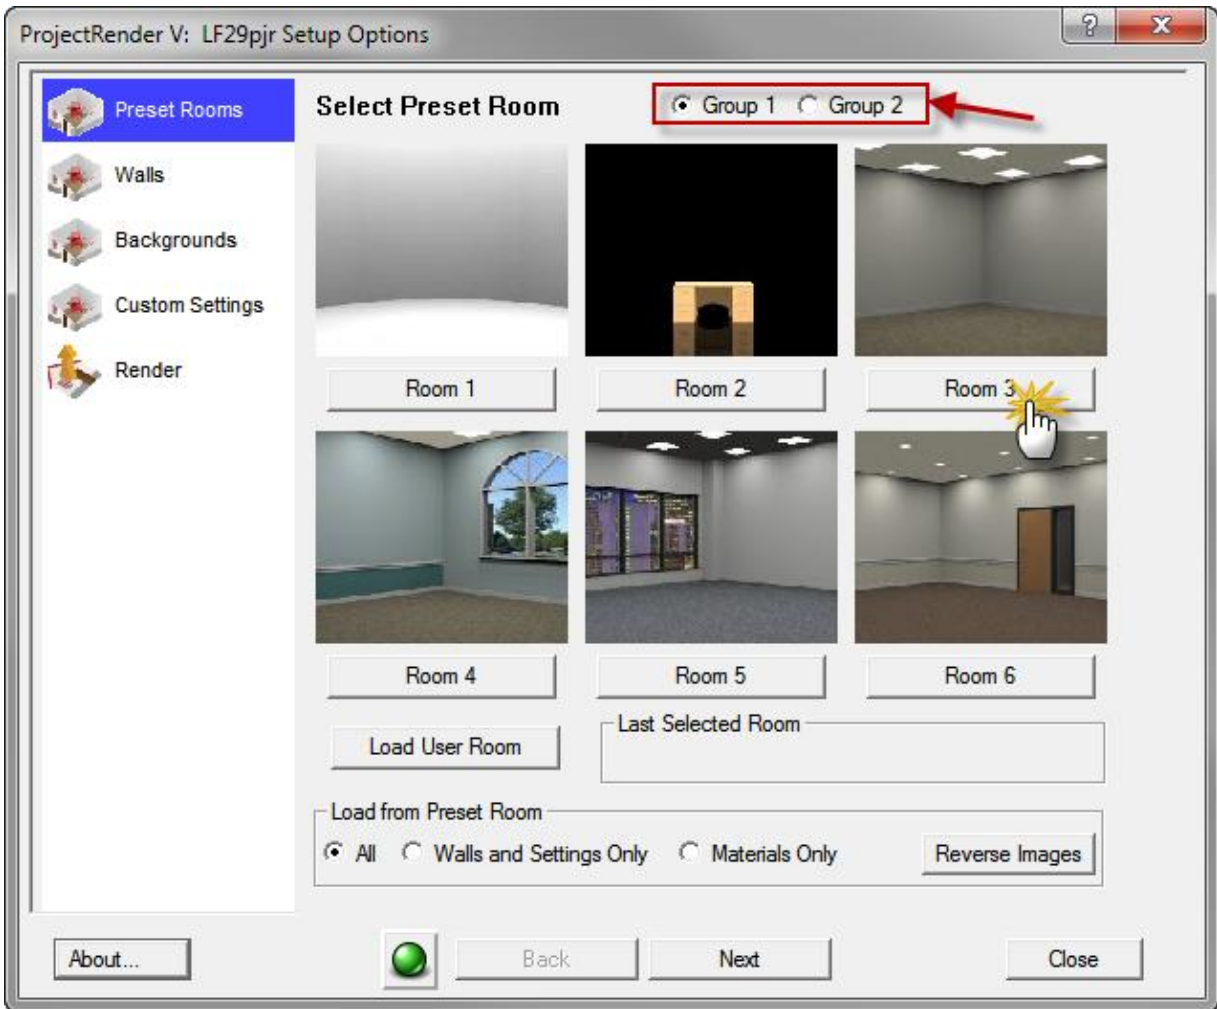 ProjectRender V: LF29pjr Setup Options
Preset Rooms
Walls
Backgrounds
Custom Settings
Render
Select Preset Room
Group 1 Group 2
Room 1 Room 2 Room 3
Room 4 Room 5 Room 6
Load User Room
Last Selected Room
Load from Preset Room
All Walls and Settings Only Materials Only Reverse Images
About... Back Next Close